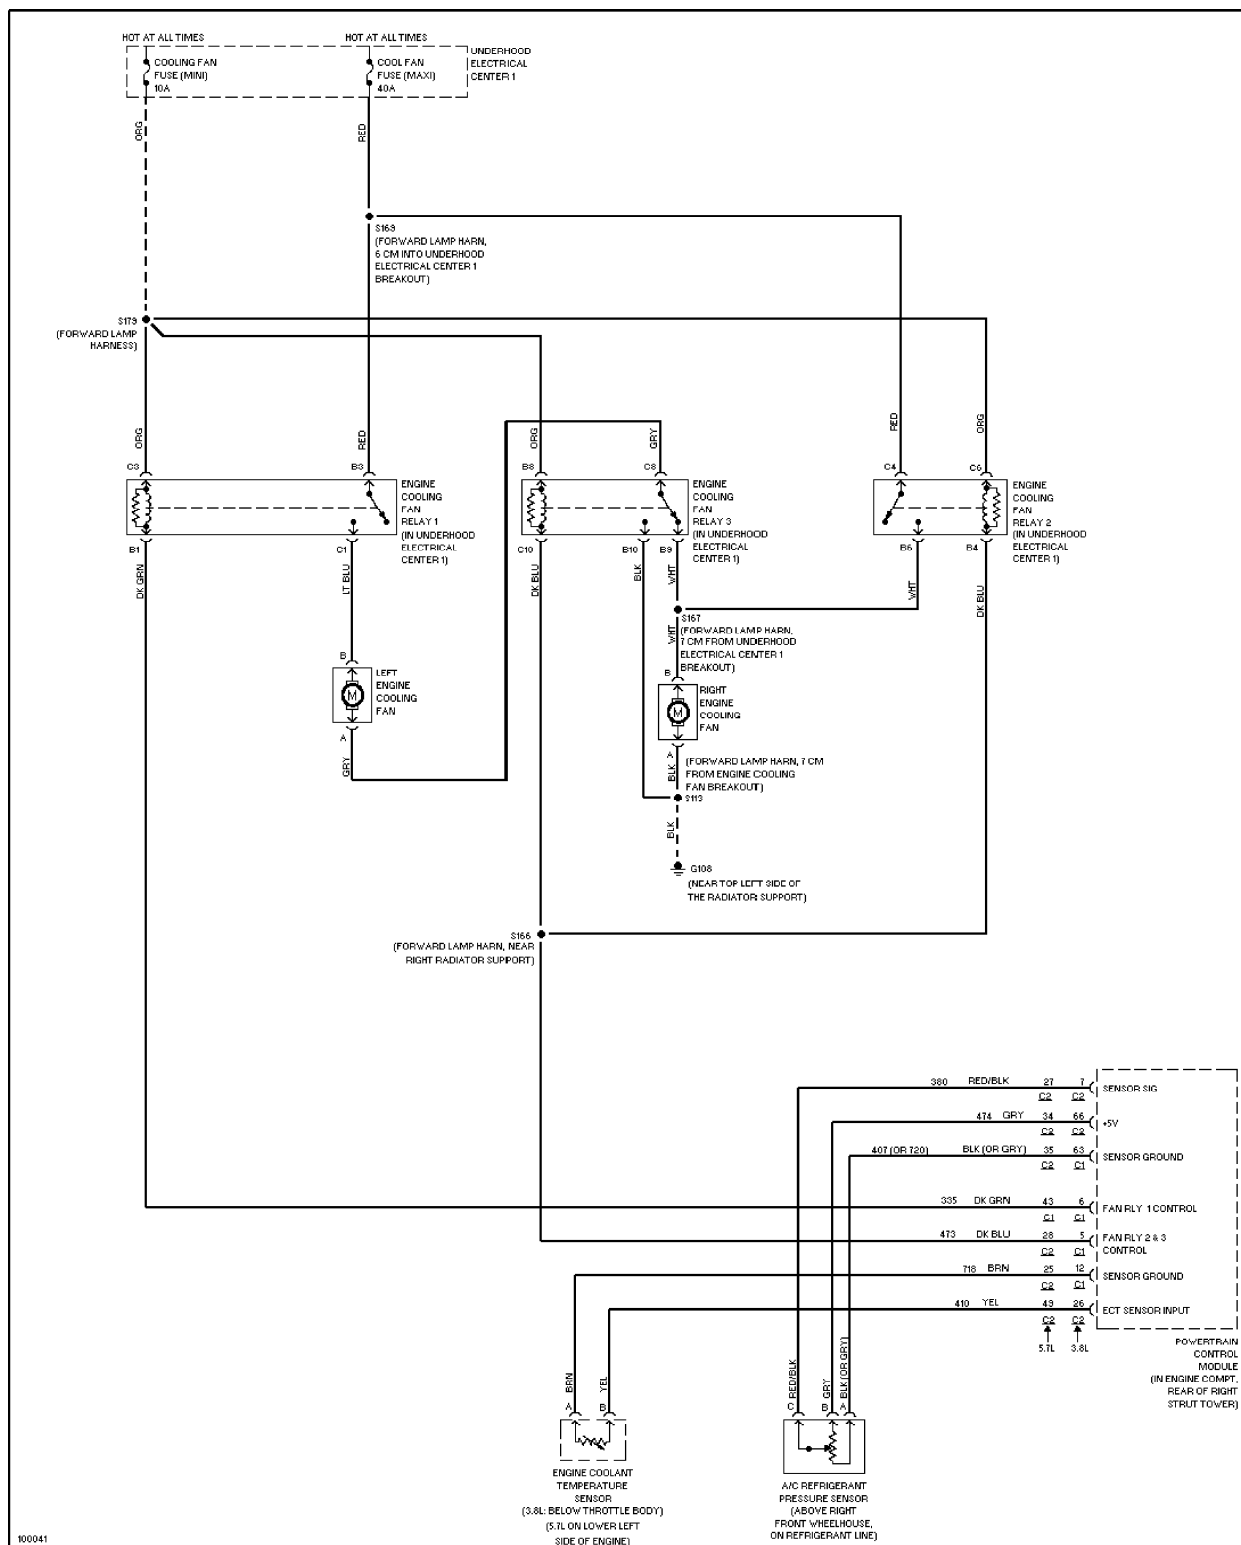 HOT AT ALL TIMES
HOT AT ALL TIMES
COOLING FAN
FUSE (MINI)
10A
COOL FAN
FUSE (MAXI)
40A
UNDERHOOD
ELECTRICAL
CENTER 1
ORG
RED
S169
(FORWARD LAMP HARN,
6 CM INTO UNDERHOOD
ELECTRICAL CENTER 1
BREAKOUT)
S179
(FORWARD LAMP
HARNESS)
ORG
RED
ORG
GRY
RED
ORG
C3
B3
B8
C8
C4
C6
ENGINE
COOLING
FAN
RELAY 1
(IN UNDERHOOD
ELECTRICAL
CENTER 1)
ENGINE
COOLING
FAN
RELAY 3
(IN UNDERHOOD
ELECTRICAL
CENTER 1)
ENGINE
COOLING
FAN
RELAY 2
(IN UNDERHOOD
ELECTRICAL
CENTER 1)
B1
C1
C10
B10
B9
B6
B4
DK GRN
LT BLU
DK BLU
BLK
WHT
WHT
DK BLU
S167
(FORWARD LAMP HARN,
7 CM FROM UNDERHOOD
ELECTRICAL CENTER 1
BREAKOUT)
WHT
B
LEFT
ENGINE
COOLING
FAN
M
A
GRY
B
RIGHT
ENGINE
COOLING
FAN
M
A
BLK
(FORWARD LAMP HARN, 7 CM
FROM ENGINE COOLING
FAN BREAKOUT)
S113
BLK
G108
(NEAR TOP LEFT SIDE OF
THE RADIATOR SUPPORT)
S166
(FORWARD LAMP HARN, NEAR
RIGHT RADIATOR SUPPORT)
380 RED/BLK 27 7 SENSOR SIG
C2 C2
474 GRY 34 66 +5V
C2 C2
407 (OR 720) BLK (OR GRY) 35 63 SENSOR GROUND
C2 C1
335 DK GRN 43 6 FAN RLY 1 CONTROL
C1 C1
473 DK BLU 28 5 FAN RLY 2 & 3
CONTROL
C2 C1
718 BRN 25 12 SENSOR GROUND
C2 C1
410 YEL 49 26 ECT SENSOR INPUT
C2 C2
5.7L 3.8L
POWERTRAIN
CONTROL
MODULE
(IN ENGINE COMPT,
REAR OF RIGHT
STRUT TOWER)
BRN
YEL
RED/BLK
GRY
BLK (OR GRY)
A B
C B A
ENGINE COOLANT
TEMPERATURE
SENSOR
(3.8L: BELOW THROTTLE BODY)
(5.7L ON LOWER LEFT
SIDE OF ENGINE)
A/C REFRIGERANT
PRESSURE SENSOR
(ABOVE RIGHT
FRONT WHEELHOUSE,
ON REFRIGERANT LINE)
100041